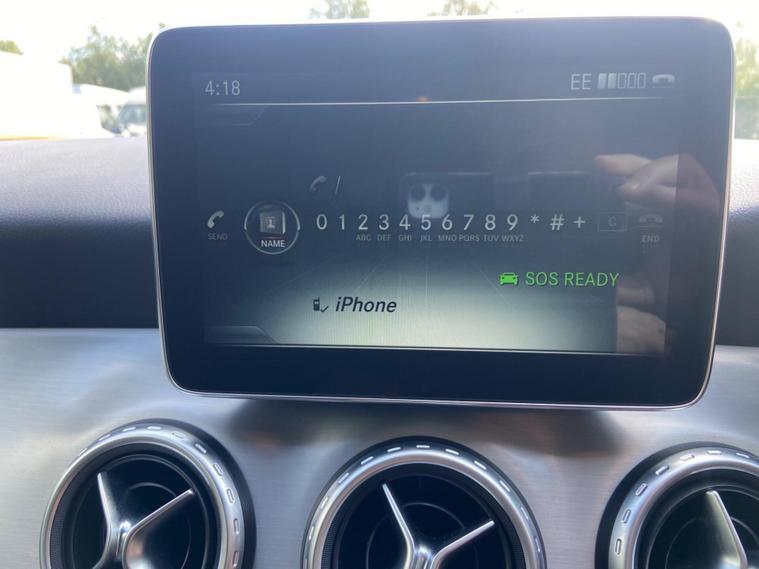 4:18 EE
0 1 2 3 4 5 6 7 8 9 * # + C
SEND NAME ABC DEF GHI JKL MNO PQRS TUV WXYZ END
SOS READY
iPhone